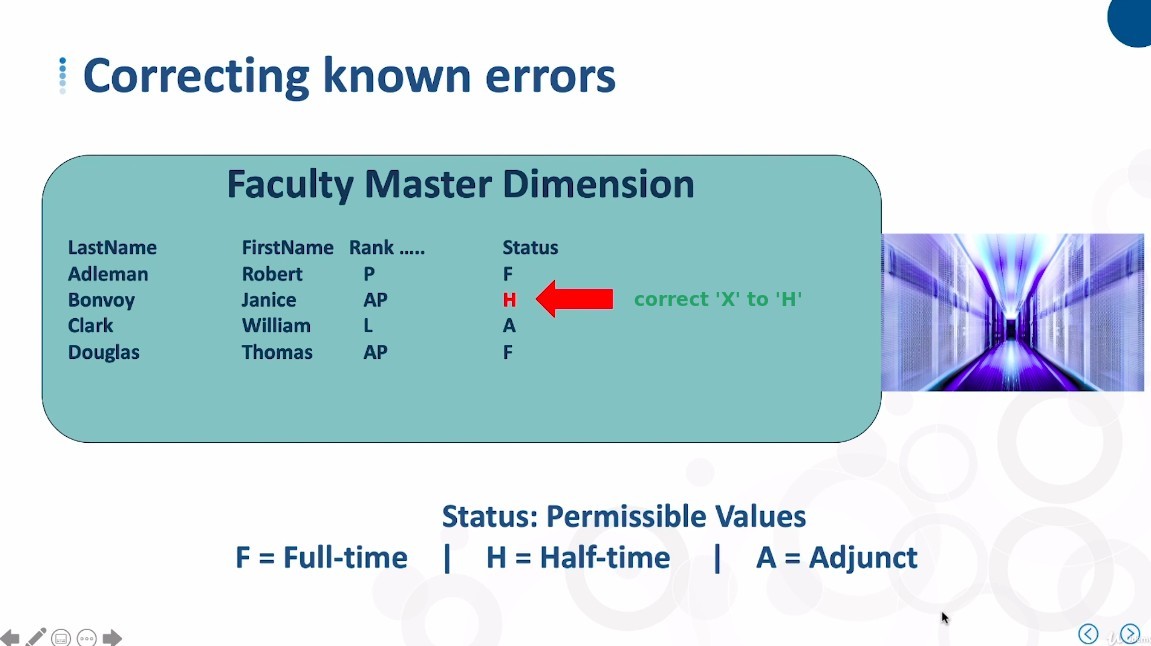 Correcting known errors
Faculty Master Dimension
LastName FirstName Rank ..... Status
Adleman Robert P F
Bonvoy Janice AP H correct 'X' to 'H'
Clark William L A
Douglas Thomas AP F
Status: Permissible Values
F = Full-time | H = Half-time | A = Adjunct